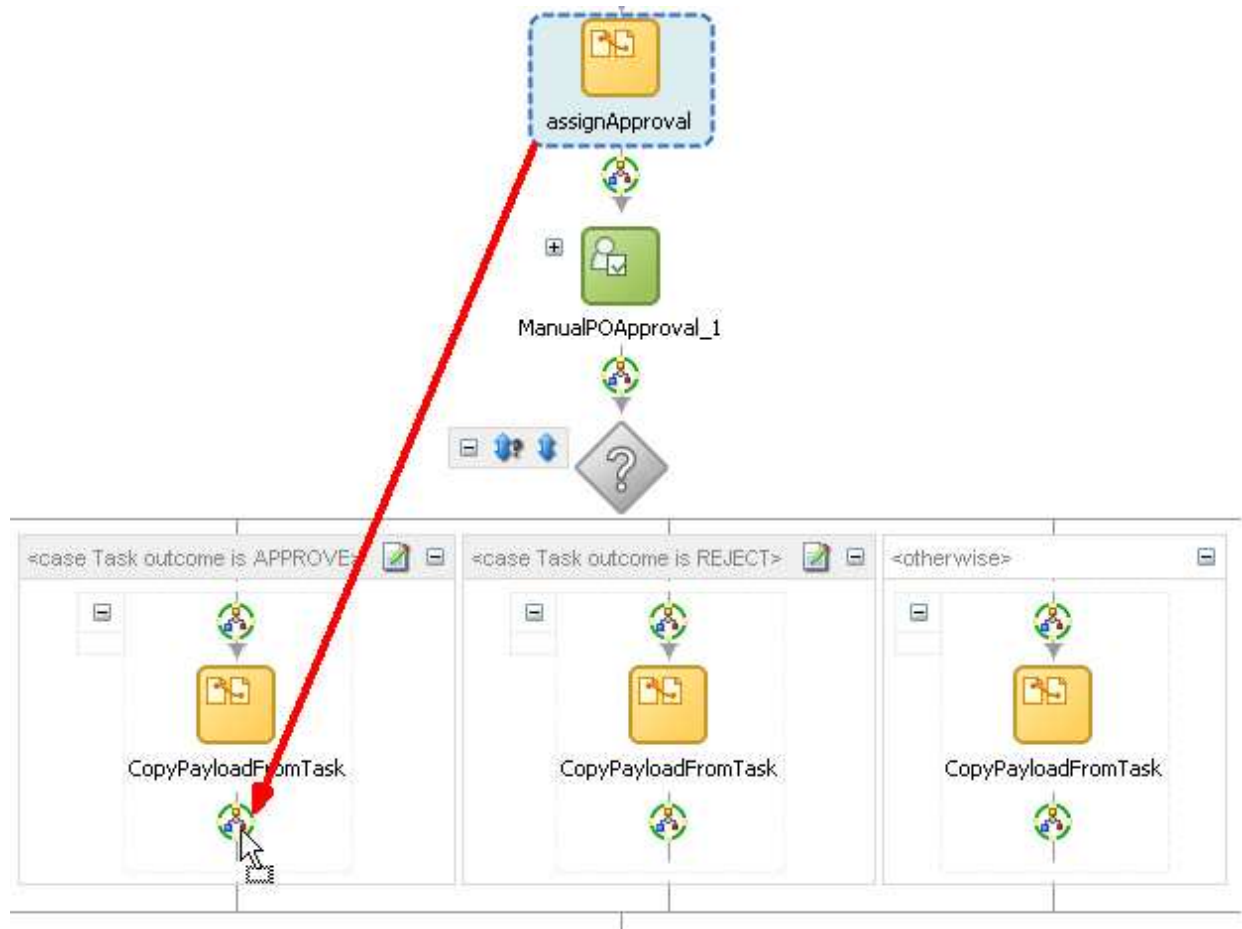 assignApproval
ManualPOApproval_1
?
<case Task outcome is APPROVE>
<case Task outcome is REJECT>
<otherwise>
CopyPayloadFromTask
CopyPayloadFromTask
CopyPayloadFromTask